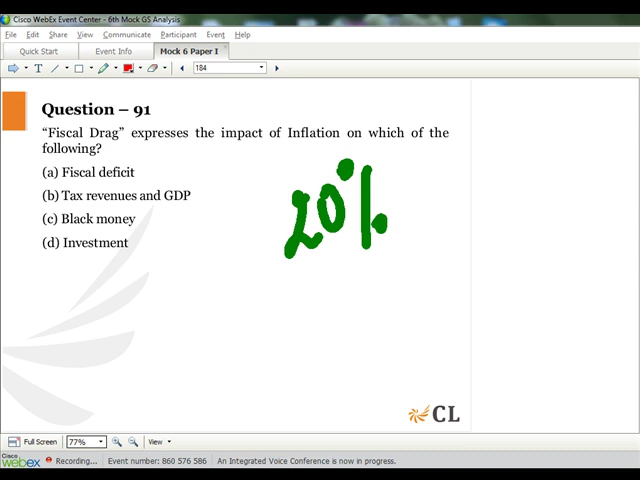 Cisco WebEx Event Center - 6th Mock GS Analysis
File Edit Share View Communicate Participant Event Help
Quick Start Event Info Mock 6 Paper I
T 184
Question – 91
“Fiscal Drag” expresses the impact of Inflation on which of the
following?
(a) Fiscal deficit
(b) Tax revenues and GDP
(c) Black money
(d) Investment
20%
CL
Full Screen 77% View
Cisco
webex Recording... Event number: 860 576 586 An Integrated Voice Conference is now in progress.